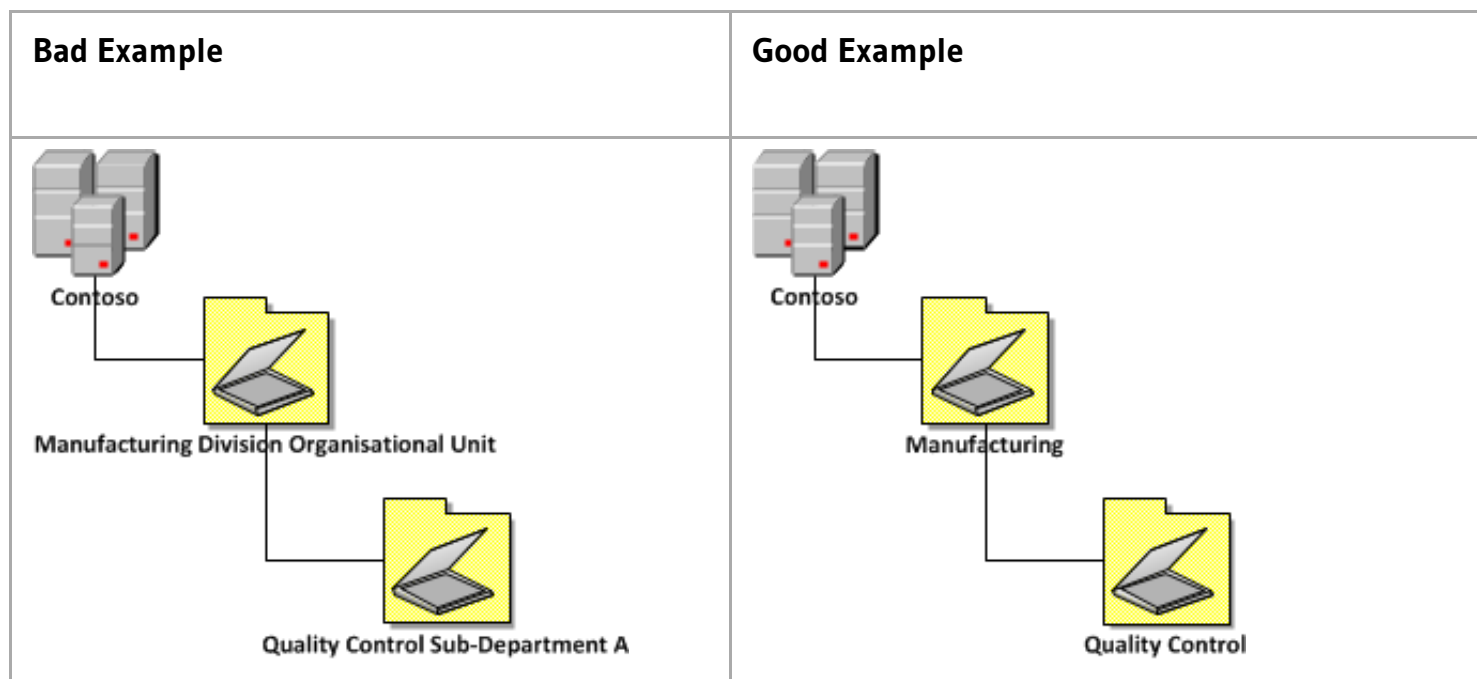 Bad Example
Good Example
Contoso
Manufacturing Division Organisational Unit
Quality Control Sub-Department A
Contoso
Manufacturing
Quality Control